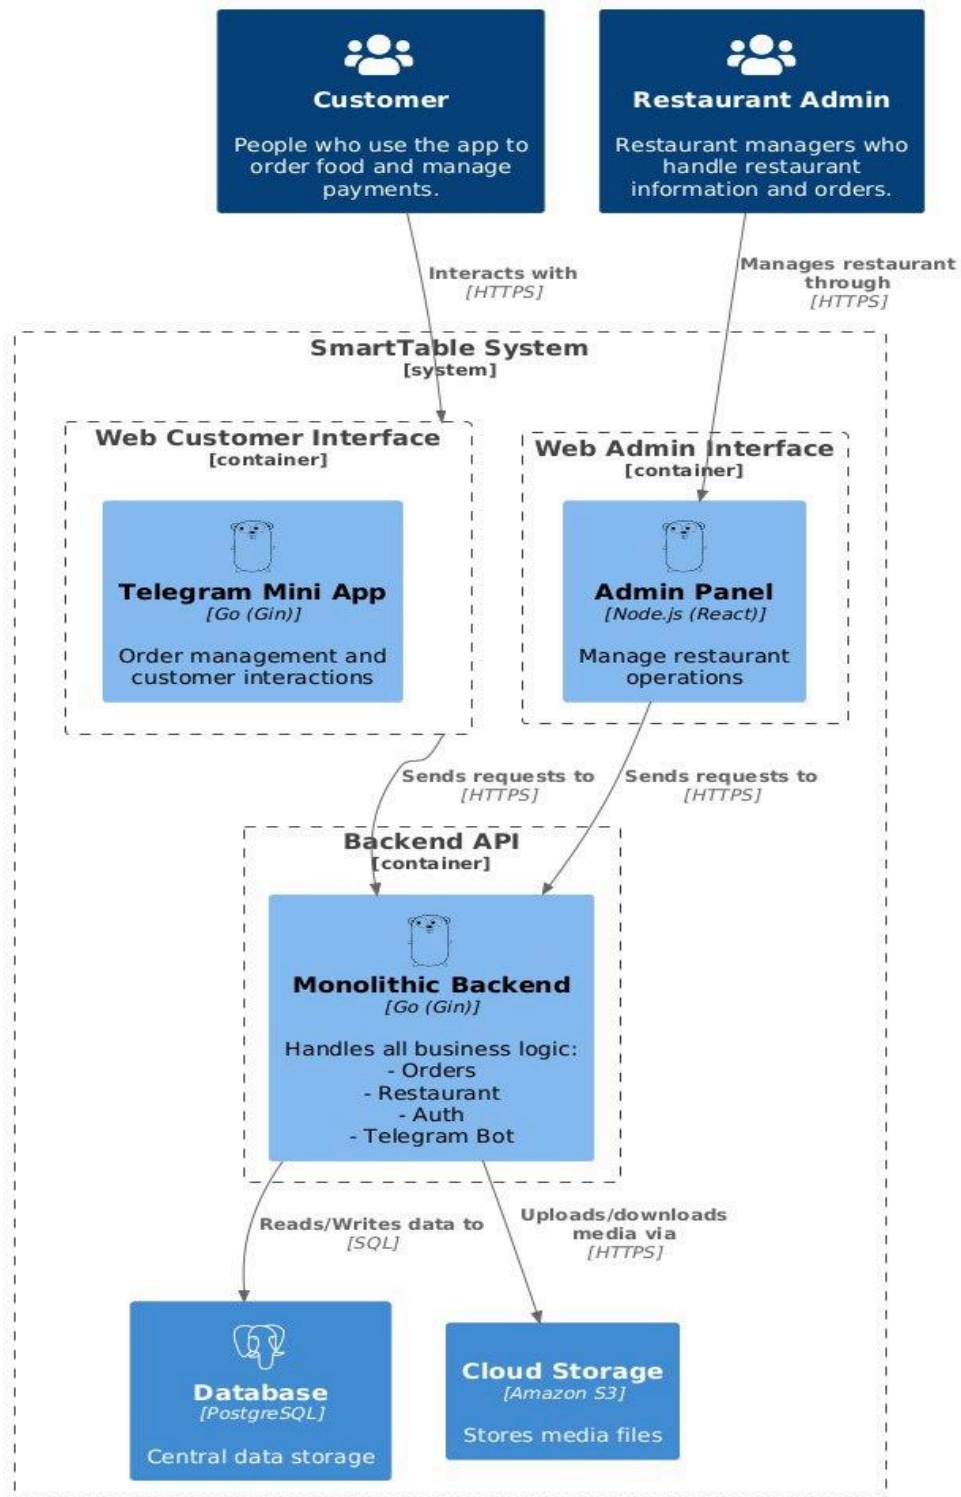 Customer
People who use the app to
order food and manage
payments.
Restaurant Admin
Restaurant managers who
handle restaurant
information and orders.
Interacts with
[HTTPS]
Manages restaurant
through
[HTTPS]
SmartTable System
[system]
Web Customer Interface
[container]
Web Admin Interface
[container]
Telegram Mini App
[Go (Gin)]
Order management and
customer interactions
Admin Panel
[Node.js (React)]
Manage restaurant
operations
Sends requests to
[HTTPS]
Sends requests to
[HTTPS]
Backend API
[container]
Monolithic Backend
[Go (Gin)]
Handles all business logic:
- Orders
- Restaurant
- Auth
- Telegram Bot
Reads/Writes data to
[SQL]
Uploads/downloads
media via
[HTTPS]
Database
[PostgreSQL]
Central data storage
Cloud Storage
[Amazon S3]
Stores media files